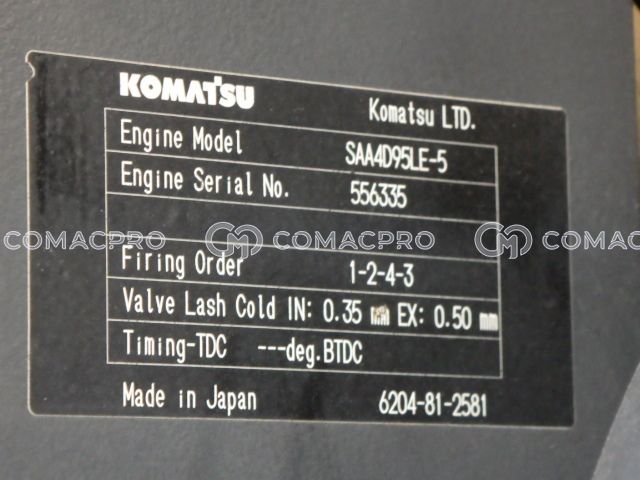 KOMATSU Komatsu LTD.
Engine Model SAA4D95LE-5
Engine Serial No. 556335
COMACPRO COMACPRO COMACPRO
Firing Order 1-2-4-3
Valve Lash Cold IN: 0.35 mm EX: 0.50 mm
Timing-TDC ---deg.BTDC
Made in Japan 6204-81-2581